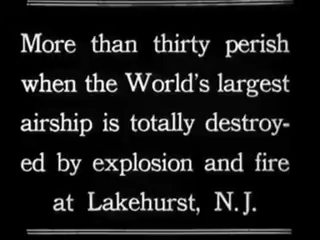 More than thirty perish
when the World's largest
airship is totally destroy-
ed by explosion and fire
at Lakehurst, N.J.